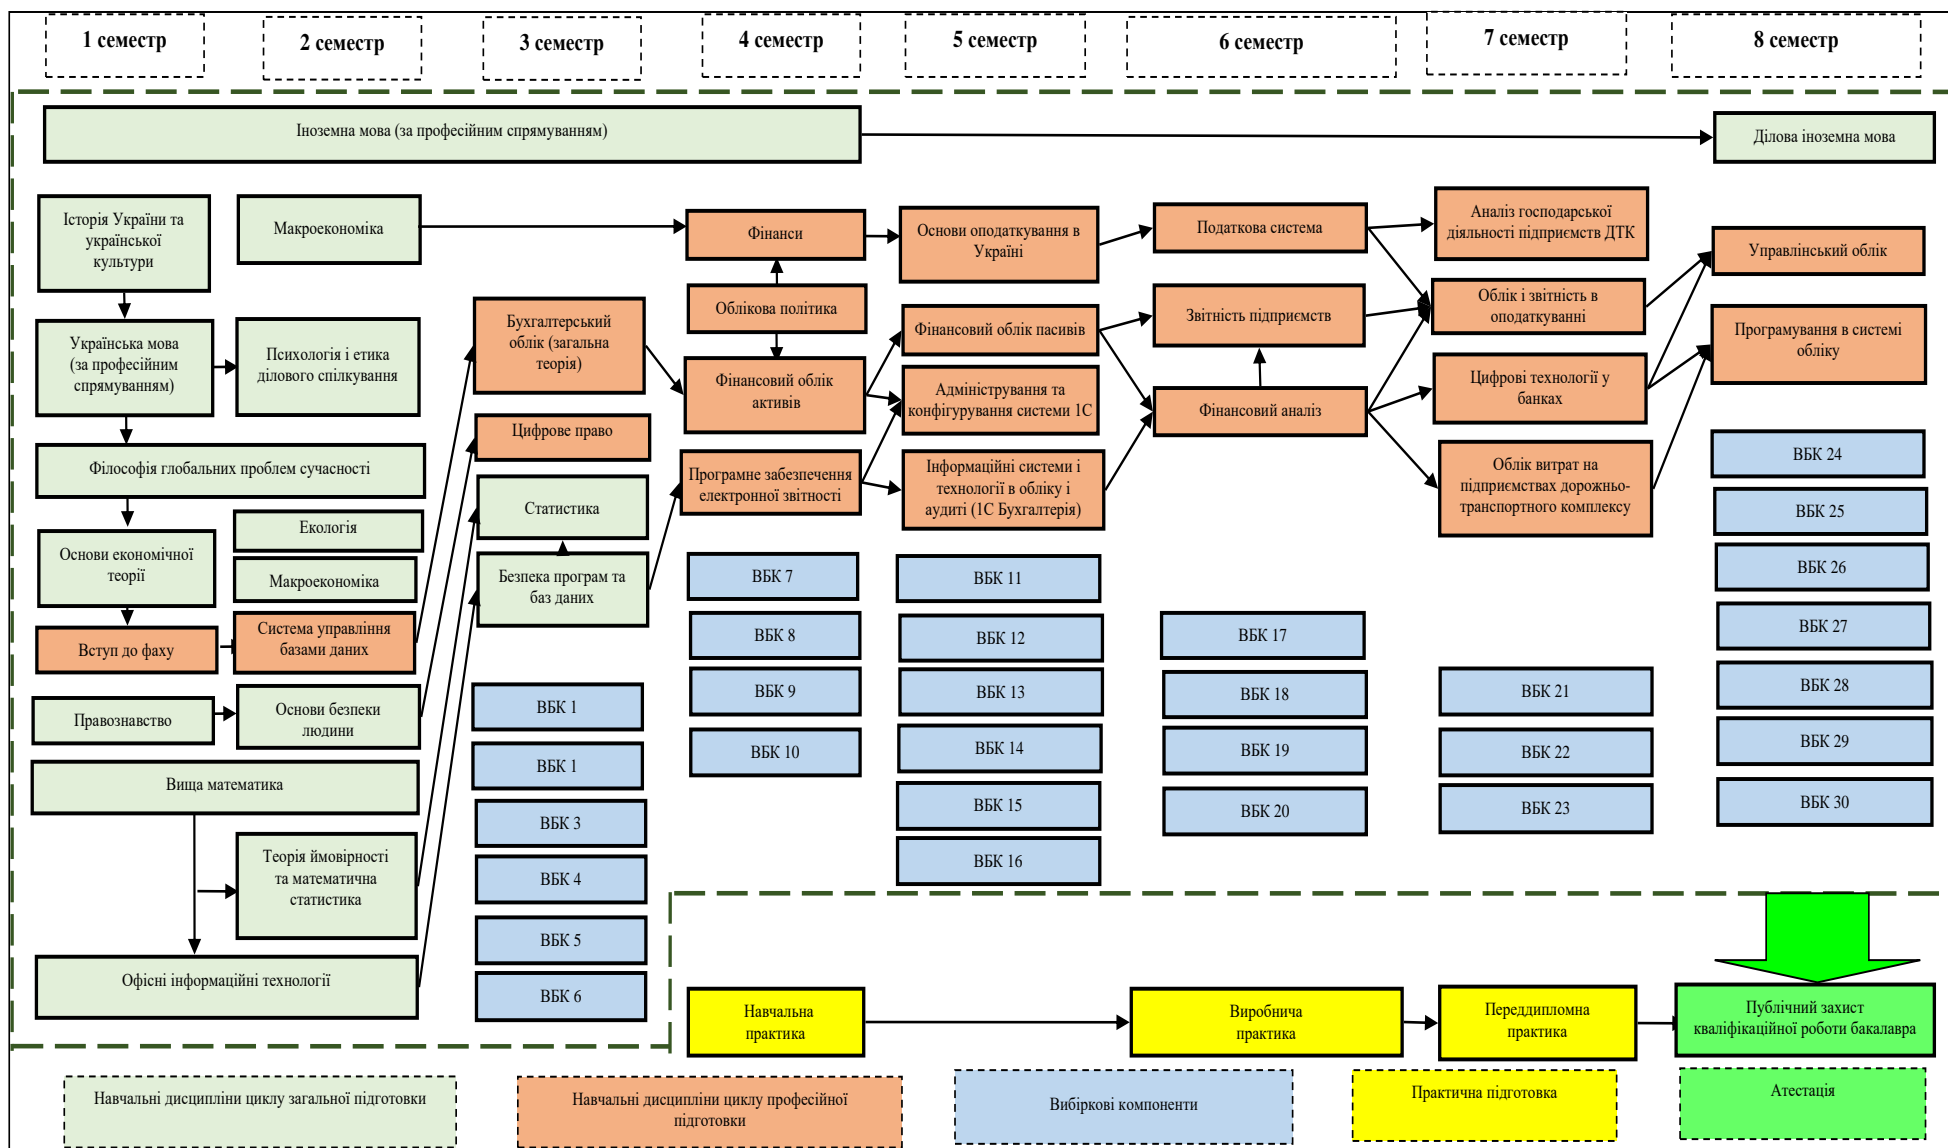 1 семестр
2 семестр
3 семестр
4 семестр
5 семестр
6 семестр
7 семестр
8 семестр
Іноземна мова (за професійним спрямуванням)
Ділова іноземна мова
Історія України та
української
культури
Українська мова
(за професійним
спрямуванням)
Філософія глобальних проблем сучасності
Основи економічної
теорії
Вступ до фаху
Правознавство
Вища математика
Офісні інформаційні технології
Макроекономіка
Психологія і етика
ділового спілкування
Екологія
Макроекономіка
Система управління
базами даних
Основи безпеки
людини
Теорія ймовірності
та математична
статистика
Бухгалтерський
облік (загальна
теорія)
Цифрове право
Статистика
Безпека програм та
баз даних
ВБК 1
ВБК 1
ВБК 3
ВБК 4
ВБК 5
ВБК 6
Фінанси
Облікова політика
Фінансовий облік
активів
Програмне забезпечення
електронної звітності
ВБК 7
ВБК 8
ВБК 9
ВБК 10
Основи оподаткування в
Україні
Фінансовий облік пасивів
Адміністрування та
конфігурування системи 1С
Інформаційні системи і
технології в обліку і
аудиті (1С Бухгалтерія)
ВБК 11
ВБК 12
ВБК 13
ВБК 14
ВБК 15
ВБК 16
Податкова система
Звітність підприємств
Фінансовий аналіз
ВБК 17
ВБК 18
ВБК 19
ВБК 20
Аналіз господарської
діяльності підприємств ДТК
Облік і звітність в
оподаткуванні
Цифрові технології у
банках
Облік витрат на
підприємствах дорожньо-
транспортного комплексу
ВБК 21
ВБК 22
ВБК 23
Управлінський облік
Програмування в системі
обліку
ВБК 24
ВБК 25
ВБК 26
ВБК 27
ВБК 28
ВБК 29
ВБК 30
Навчальна
практика
Виробнича
практика
Переддипломна
практика
Публічний захист
кваліфікаційної роботи бакалавра
Навчальні дисципліни циклу загальної підготовки
Навчальні дисципліни циклу професійної
підготовки
Вибіркові компоненти
Практична підготовка
Атестація